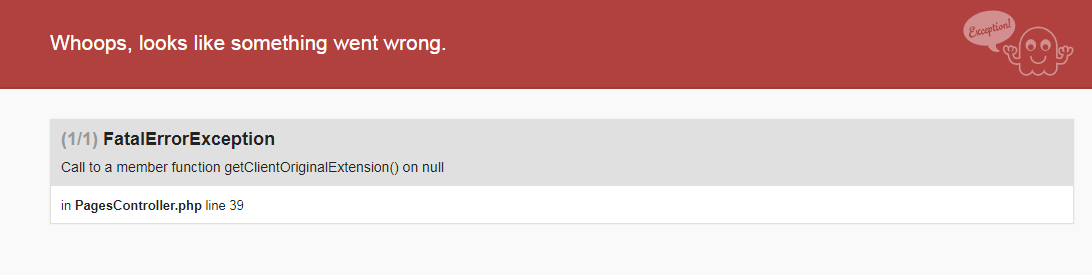 Whoops, looks like something went wrong.
Exception!
(1/1) FatalErrorException
Call to a member function getClientOriginalExtension() on null
in PagesController.php line 39